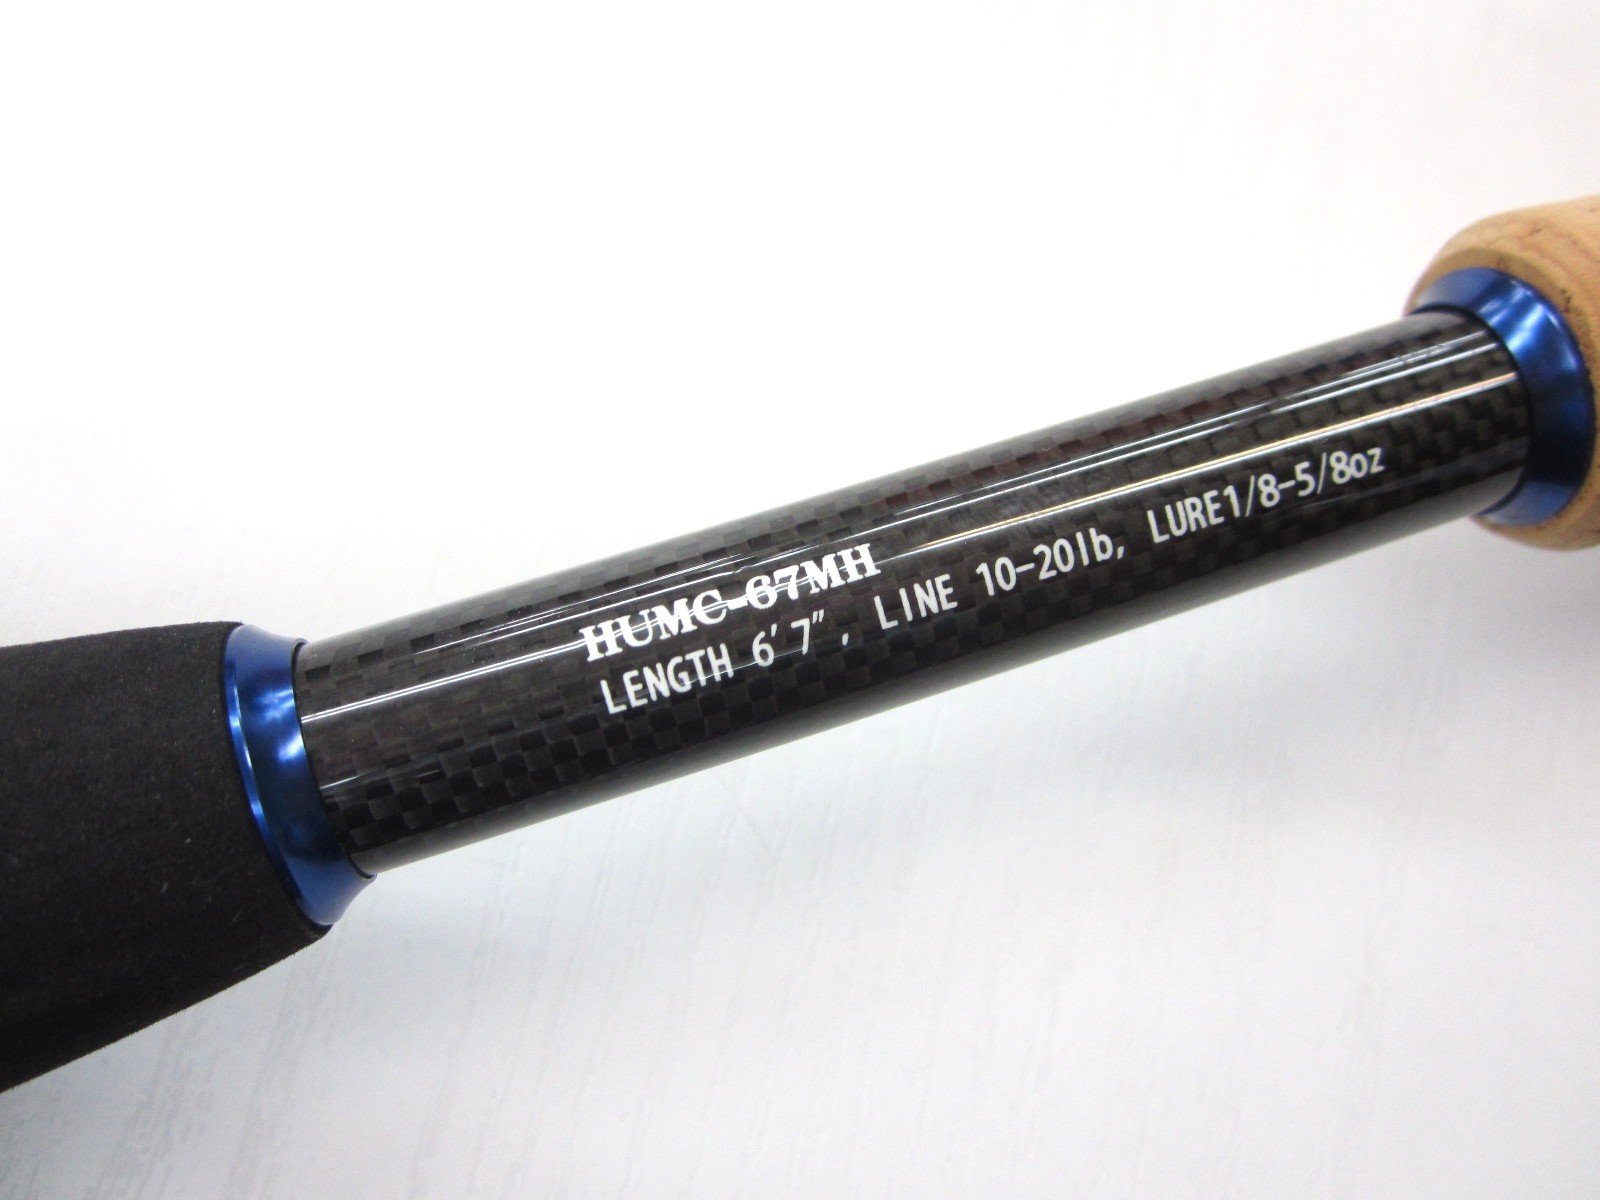 HUMC-67MH
LENGTH 6' 7", LINE 10-20lb, LURE1/8-5/8oz